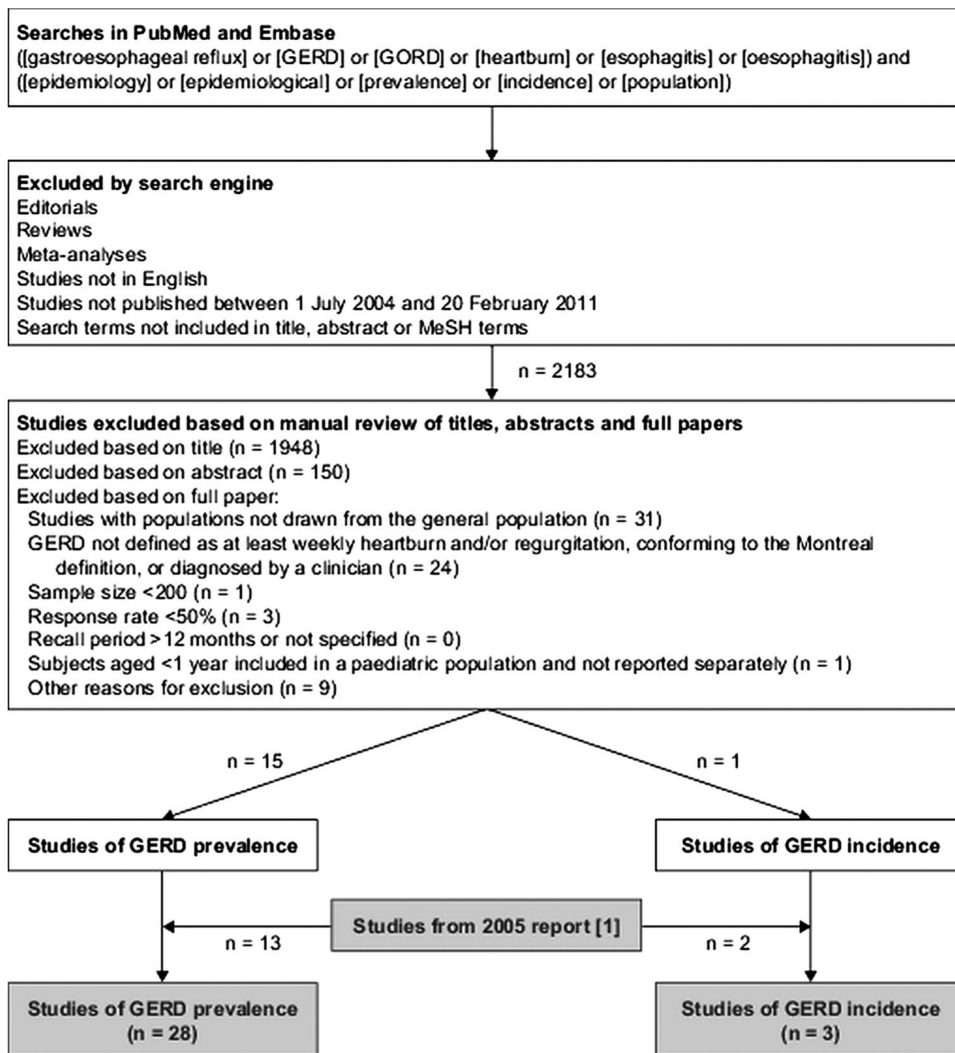 Searches in PubMed and Embase
([gastroesophageal reflux] or [GERD] or [GORD] or [heartburn] or [esophagitis] or [oesophagitis]) and
([epidemiology] or [epidemiological] or [prevalence] or [incidence] or [population])
Excluded by search engine
Editorials
Reviews
Meta-analyses
Studies not in English
Studies not published between 1 July 2004 and 20 February 2011
Search terms not included in title, abstract or MeSH terms
n = 2183
Studies excluded based on manual review of titles, abstracts and full papers
Excluded based on title (n = 1948)
Excluded based on abstract (n = 150)
Excluded based on full paper:
Studies with populations not drawn from the general population (n = 31)
GERD not defined as at least weekly heartburn and/or regurgitation, conforming to the Montreal
definition, or diagnosed by a clinician (n = 24)
Sample size <200 (n = 1)
Response rate <50% (n = 3)
Recall period >12 months or not specified (n = 0)
Subjects aged <1 year included in a paediatric population and not reported separately (n = 1)
Other reasons for exclusion (n = 9)
n = 15
n = 1
Studies of GERD prevalence
Studies of GERD incidence
Studies from 2005 report [1]
n = 13
n = 2
Studies of GERD prevalence
(n = 28)
Studies of GERD incidence
(n = 3)